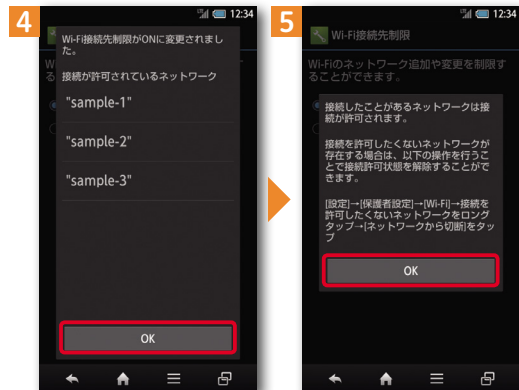 4
12:34
Wi-Fi接続先制限がONに変更されまし
た。
接続が許可されているネットワーク
"sample-1"
"sample-2"
"sample-3"
OK
5
12:34
Wi-Fi接続先制限
Wi-Fiのネットワーク追加や変更を制限す
ることができます。
接続したことがあるネットワークは接
続が許可されます。
接続を許可したくないネットワークが
存在する場合は、以下の操作を行うこ
とで接続許可状態を解除することがで
きます。
[設定]→[保護者設定]→[Wi-Fi]→接続を
許可したくないネットワークをロング
タップ→[ネットワークから切断]をタッ
プ
OK